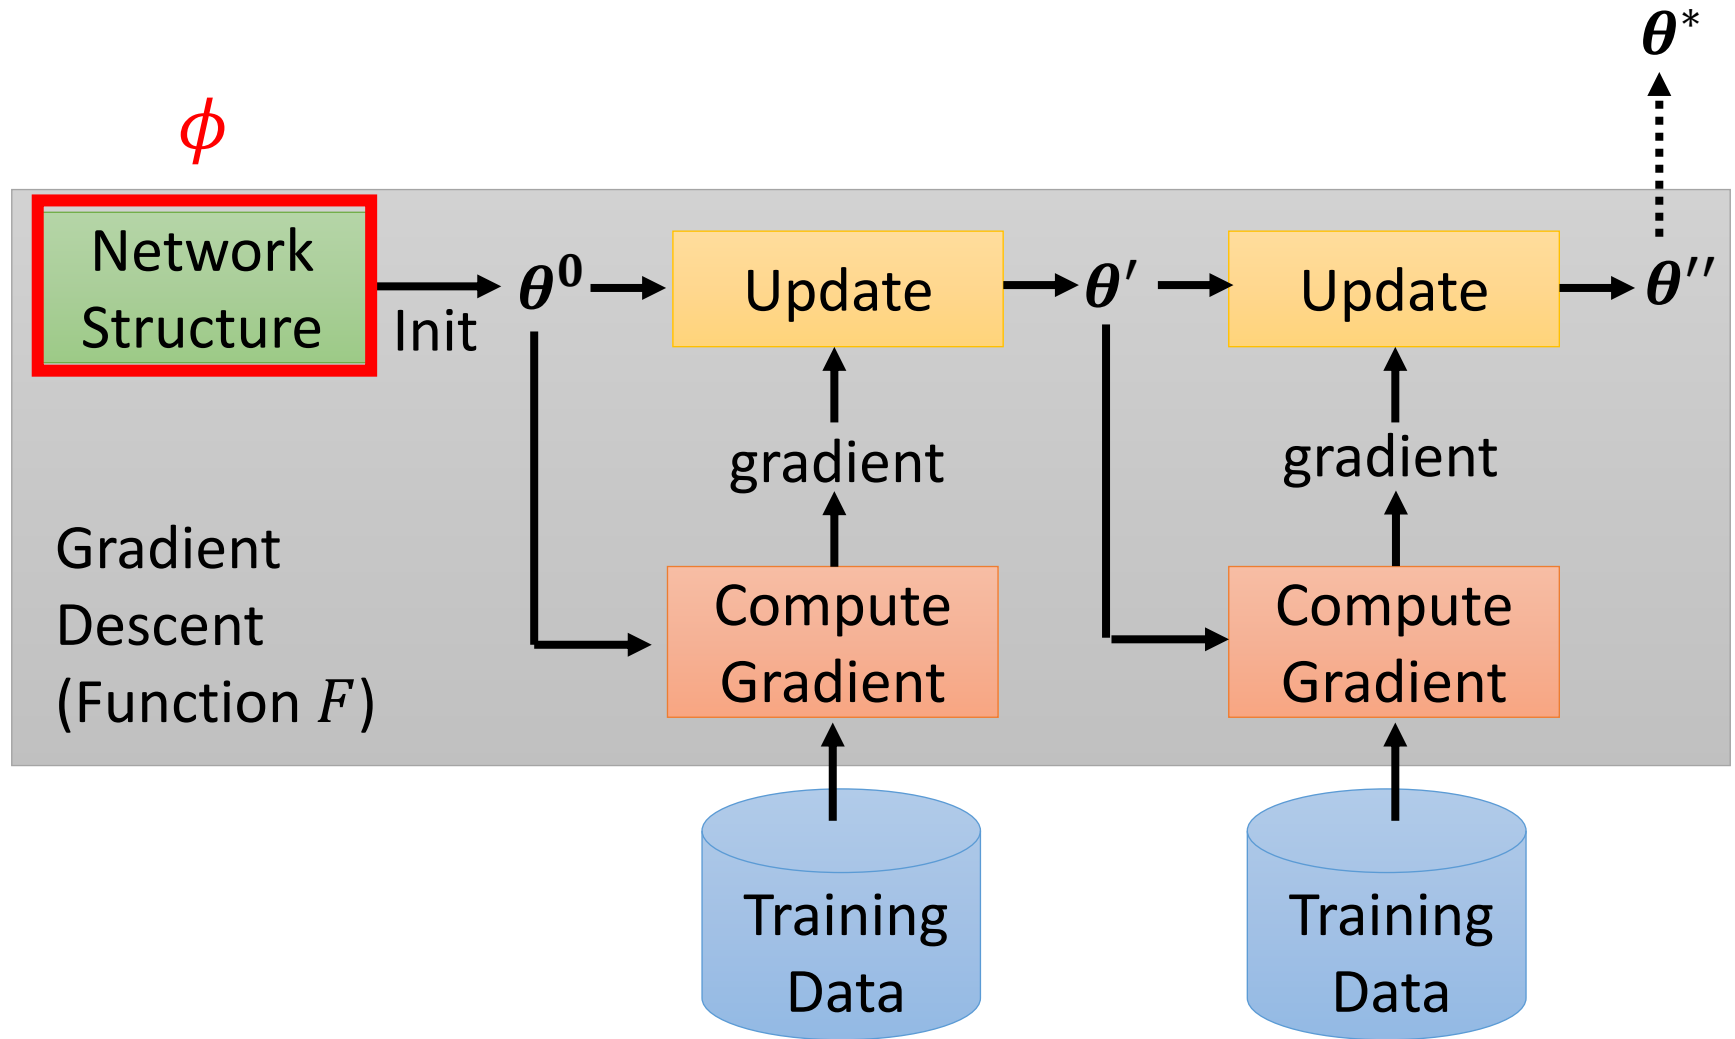 θ*
ϕ
Network
Structure
Init
θ⁰
Update
θ′
Update
θ′′
gradient
gradient
Gradient
Descent
(Function F)
Compute
Gradient
Compute
Gradient
Training
Data
Training
Data